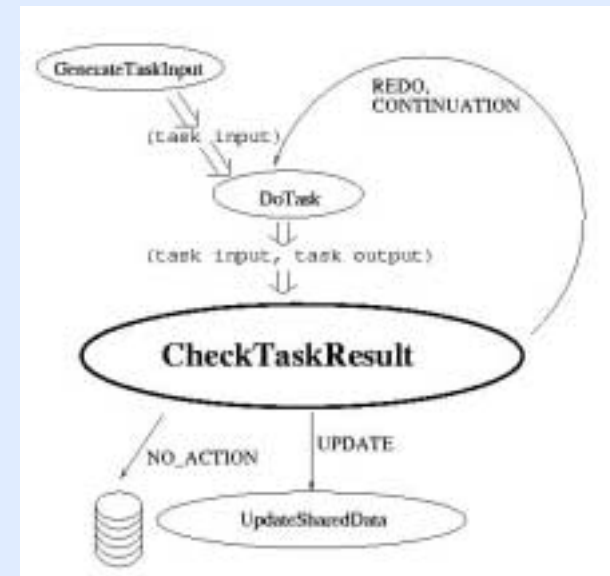 GenerateTaskInput
REDO,
CONTINUATION
(task input)
DoTask
(task input, task output)
CheckTaskResult
NO_ACTION
UPDATE
UpdateSharedData